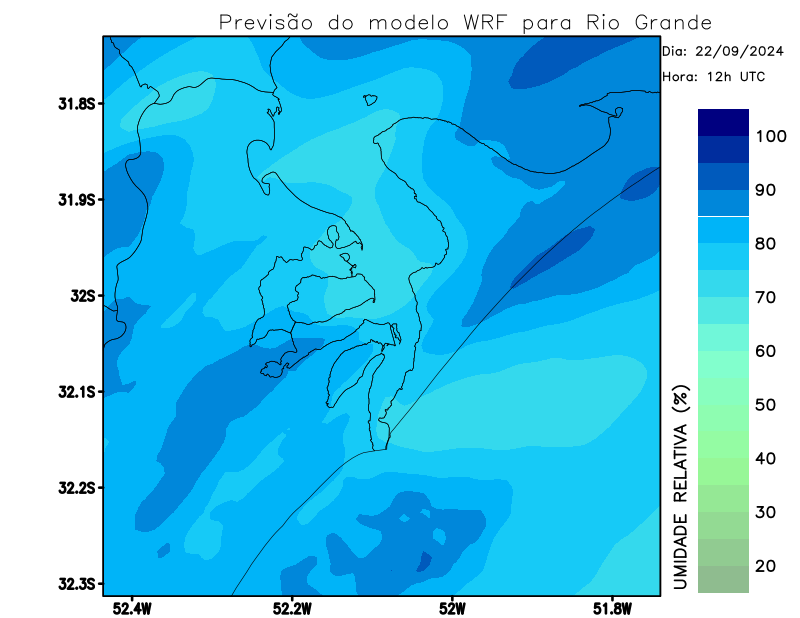 Previsão do modelo WRF para Rio Grande
Dia: 22/09/2024
Hora: 12h UTC
31.8S
31.9S
32S
32.1S
32.2S
32.3S
52.4W
52.2W
52W
51.8W
100
90
80
70
60
50
40
30
20
UMIDADE RELATIVA (%)